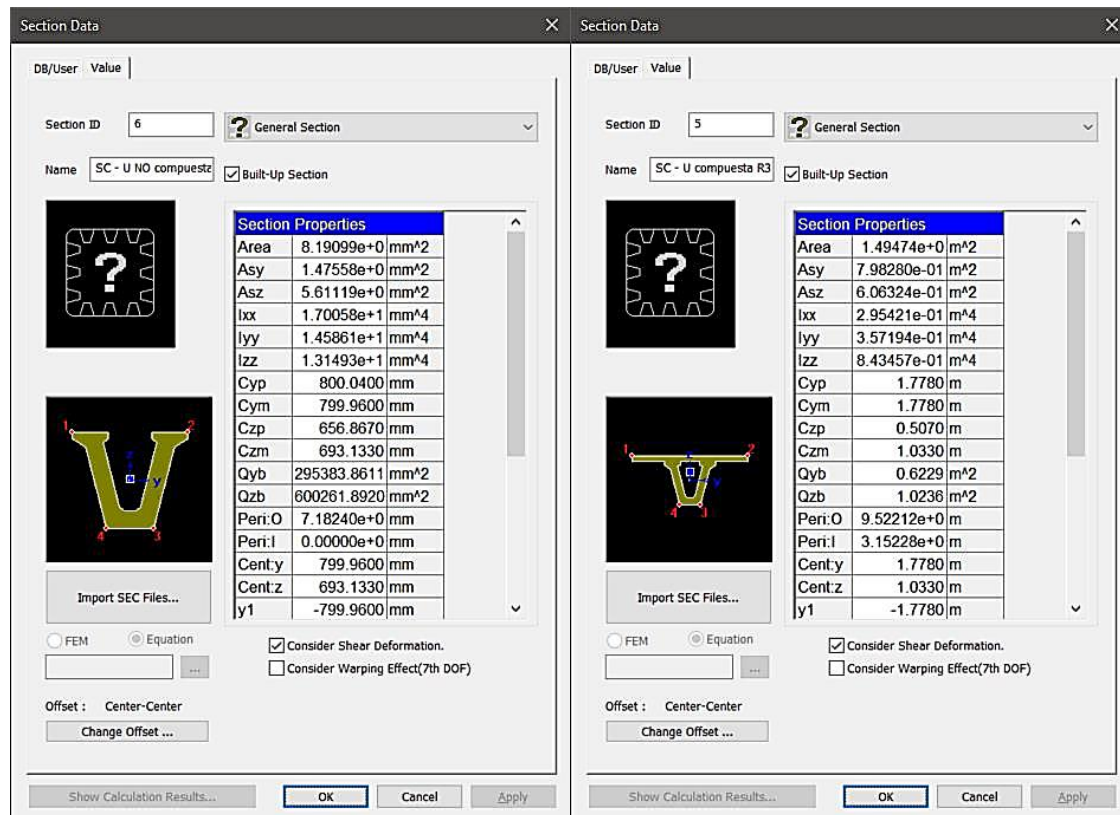 Section Data
DB/User Value
Section ID 6 General Section
Name SC - U NO compuesta Built-Up Section
Section Properties
Area 8.19099e+0 mm^2
Asy 1.47558e+0 mm^2
Asz 5.61119e+0 mm^2
Ixx 1.70058e+1 mm^4
Iyy 1.45861e+1 mm^4
Izz 1.31493e+1 mm^4
Cyp 800.0400 mm
Cym 799.9600 mm
Czp 656.8670 mm
Czm 693.1330 mm
Qyb 295383.8611 mm^2
Qzb 600261.8920 mm^2
Peri:O 7.18240e+0 mm
Peri:I 0.00000e+0 mm
Cent:y 799.9600 mm
Cent:z 693.1330 mm
y1 -799.9600 mm
?
1 2
z
y
4 3
Import SEC Files...
FEM Equation
...
Consider Shear Deformation.
Consider Warping Effect(7th DOF)
Offset : Center-Center
Change Offset ...
Show Calculation Results... OK Cancel Apply
Section Data
DB/User Value
Section ID 5 General Section
Name SC - U compuesta R3 Built-Up Section
Section Properties
Area 1.49474e+0 m^2
Asy 7.98280e-01 m^2
Asz 6.06324e-01 m^2
Ixx 2.95421e-01 m^4
Iyy 3.57194e-01 m^4
Izz 8.43457e-01 m^4
Cyp 1.7780 m
Cym 1.7780 m
Czp 0.5070 m
Czm 1.0330 m
Qyb 0.6229 m^2
Qzb 1.0236 m^2
Peri:O 9.52212e+0 m
Peri:I 3.15228e+0 m
Cent:y 1.7780 m
Cent:z 1.0330 m
y1 -1.7780 m
?
1 2
y
4 3
Import SEC Files...
FEM Equation
...
Consider Shear Deformation.
Consider Warping Effect(7th DOF)
Offset : Center-Center
Change Offset ...
Show Calculation Results... OK Cancel Apply